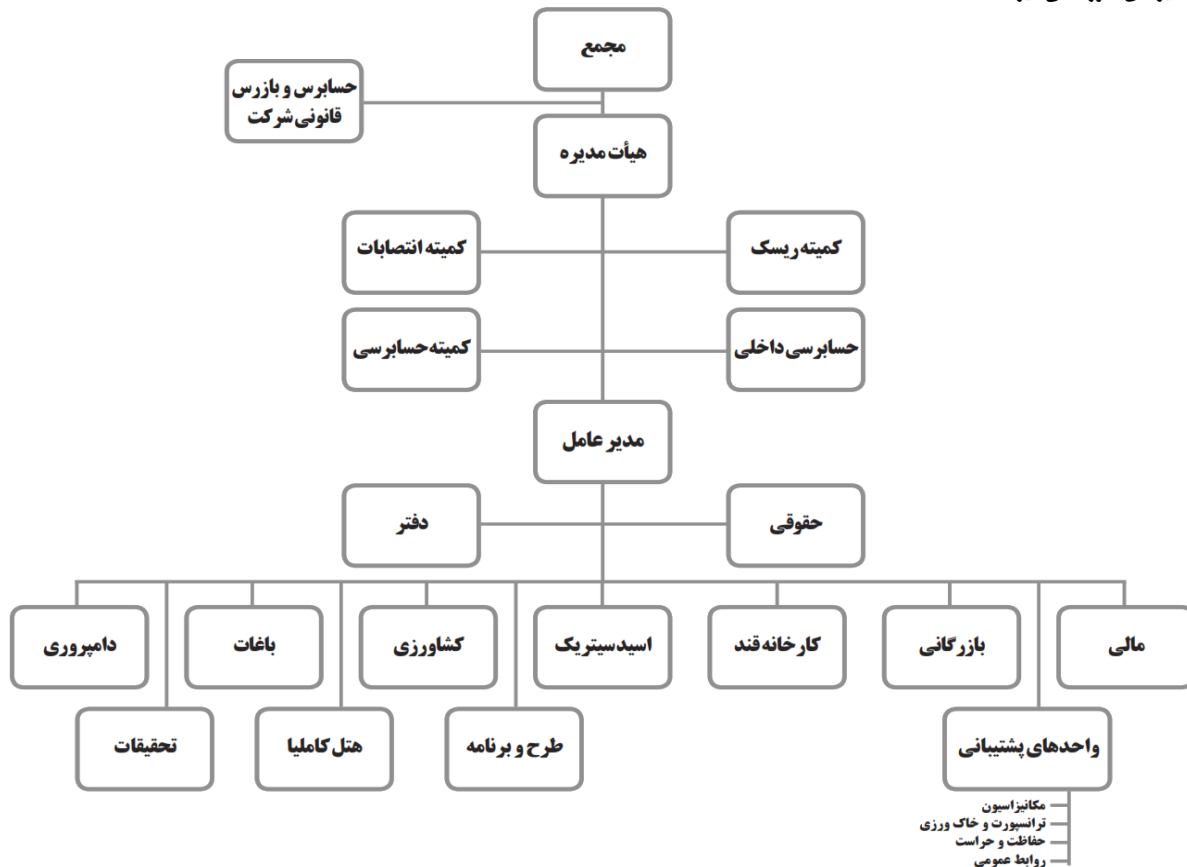 مجمع
حسابرس و بازرس
قانونی شرکت
هیأت مدیره
کمیته ریسک
کمیته انتصابات
حسابرسی داخلی
کمیته حسابرسی
مدیر عامل
حقوقی
دفتر
مالی
بازرگانی
کارخانه قند
اسید سیتریک
کشاورزی
باغات
دامپروری
واحدهای پشتیبانی
طرح و برنامه
هتل کاملیا
تحقیقات
مکانیزاسیون
ترانسپورت و خاک ورزی
حفاظت و حراست
روابط عمومی